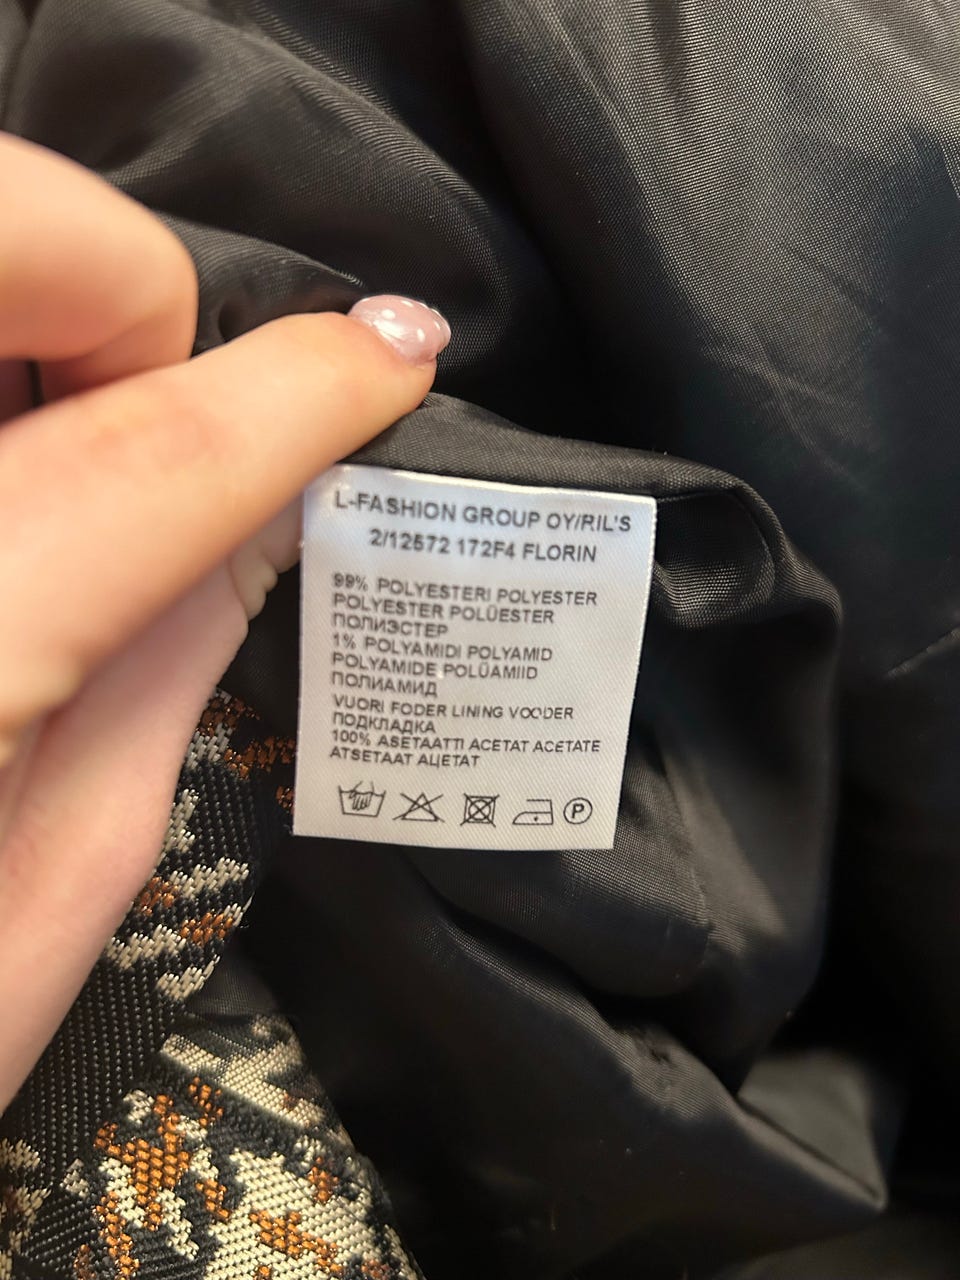 L-FASHION GROUP OY/RIL'S
2/12572 172F4 FLORIN
99% POLYESTERI POLYESTER
POLYESTER POLÜESTER
ПОЛИЭСТЕР
1% POLYAMIDI POLYAMID
POLYAMIDE POLÜAMIID
ПОЛИАМИД
VUORI FODER LINING VOODER
ПОДКЛАДКА
100% ASETAATTI ACETAT ACETATE
ATSETAAT АЦЕТАТ
P